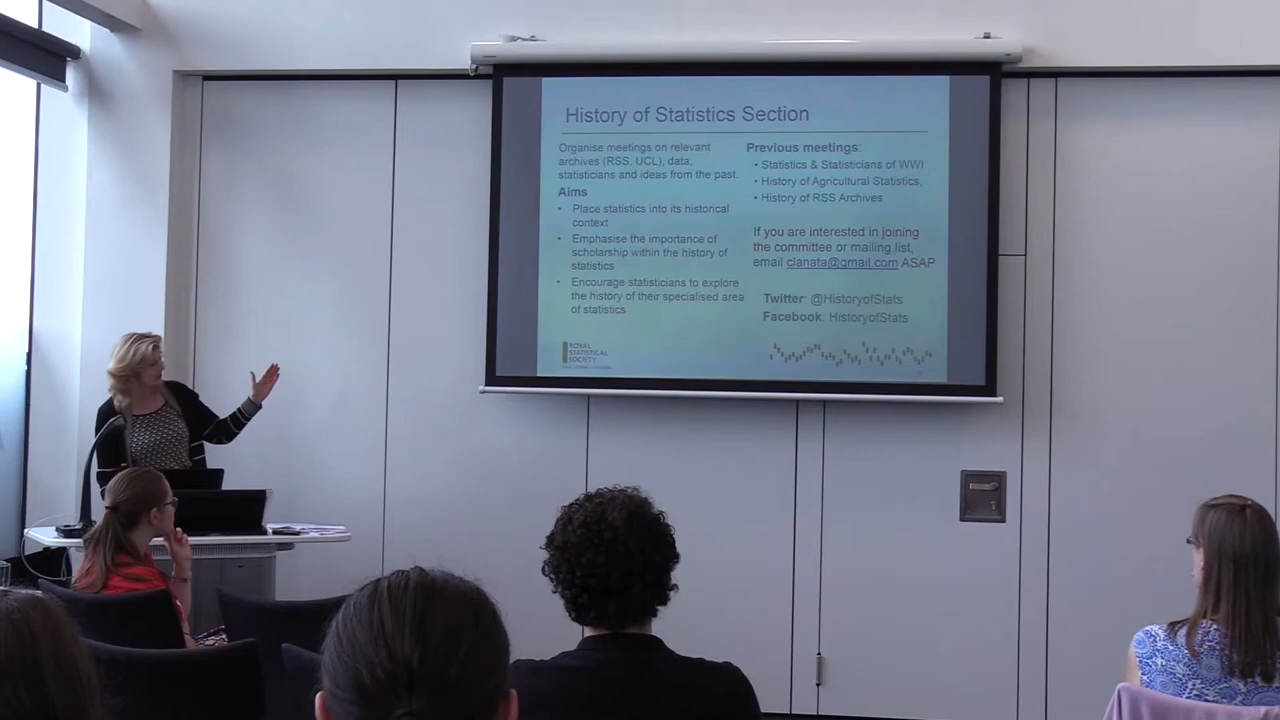 History of Statistics Section
Organise meetings on relevant
archives (RSS, UCL), data,
statisticians and ideas from the past.
Aims
• Place statistics into its historical
context
• Emphasise the importance of
scholarship within the history of
statistics
• Encourage statisticians to explore
the history of their specialised area
of statistics
Previous meetings:
• Statistics & Statisticians of WWI
• History of Agricultural Statistics,
• History of RSS Archives
If you are interested in joining
the committee or mailing list,
email clanata@gmail.com ASAP
Twitter: @HistoryofStats
Facebook: HistoryofStats
ROYAL
STATISTICAL
SOCIETY